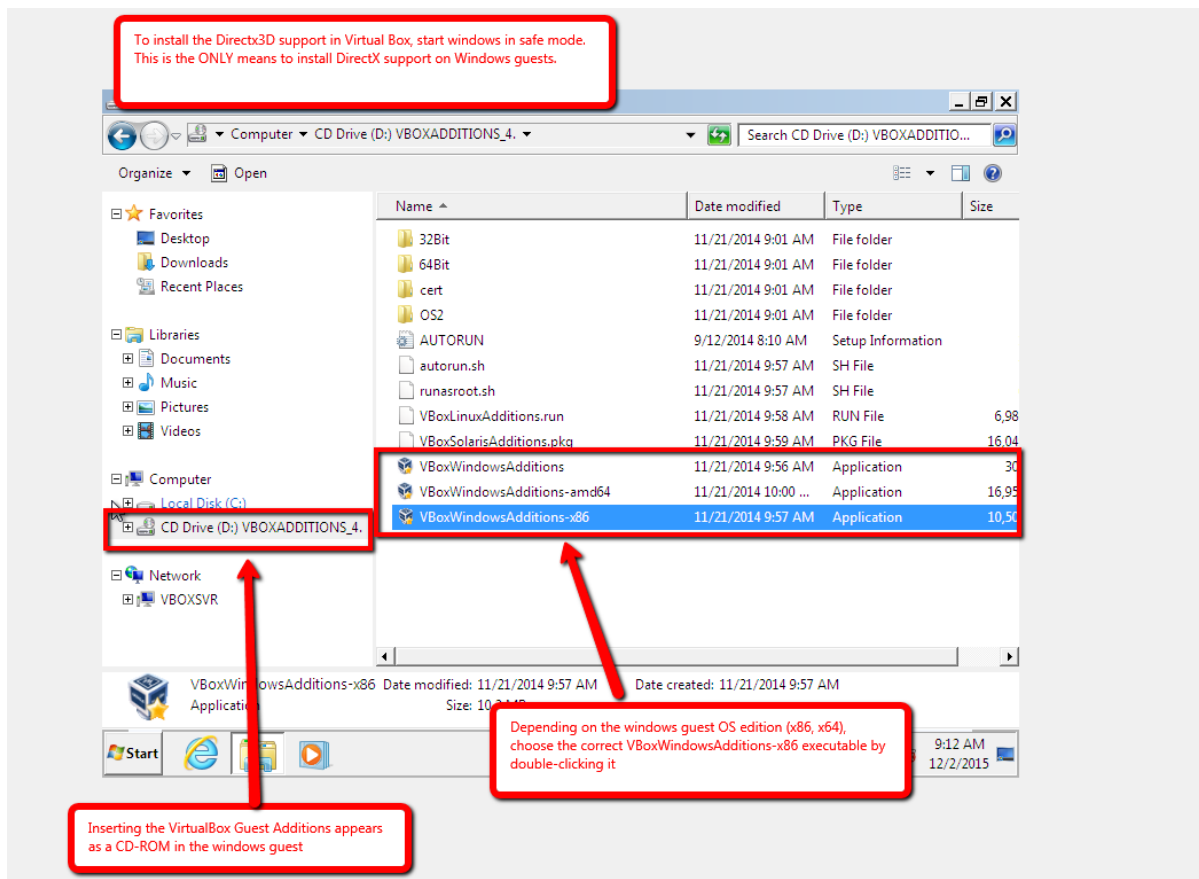 To install the Directx3D support in Virtual Box, start windows in safe mode.
This is the ONLY means to install DirectX support on Windows guests.
Computer CD Drive (D:) VBOXADDITIONS_4.
Search CD Drive (D:) VBOXADDITIO...
Organize Open
Name Date modified Type Size
Favorites
Desktop
Downloads
Recent Places
Libraries
Documents
Music
Pictures
Videos
Computer
Local Disk (C:)
CD Drive (D:) VBOXADDITIONS_4.
Network
VBOXSVR
32Bit 11/21/2014 9:01 AM File folder
64Bit 11/21/2014 9:01 AM File folder
cert 11/21/2014 9:01 AM File folder
OS2 11/21/2014 9:01 AM File folder
AUTORUN 9/12/2014 8:10 AM Setup Information
autorun.sh 11/21/2014 9:57 AM SH File
runasroot.sh 11/21/2014 9:57 AM SH File
VBoxLinuxAdditions.run 11/21/2014 9:58 AM RUN File 6,98
VBoxSolarisAdditions.pkg 11/21/2014 9:59 AM PKG File 16,04
VBoxWindowsAdditions 11/21/2014 9:56 AM Application 30
VBoxWindowsAdditions-amd64 11/21/2014 10:00 ... Application 16,95
VBoxWindowsAdditions-x86 11/21/2014 9:57 AM Application 10,50
VBoxWindowsAdditions-x86 Date modified: 11/21/2014 9:57 AM Date created: 11/21/2014 9:57 AM
Application Size:
Depending on the windows guest OS edition (x86, x64),
choose the correct VBoxWindowsAdditions-x86 executable by
double-clicking it
Start
9:12 AM
12/2/2015
Inserting the VirtualBox Guest Additions appears
as a CD-ROM in the windows guest